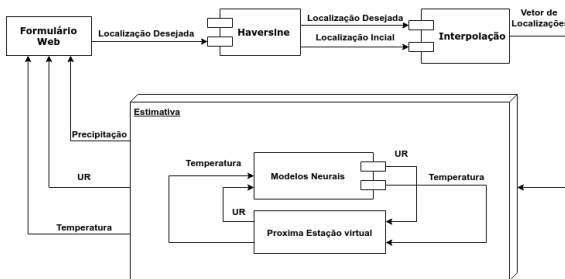 Formulário
Web
Localização Desejada
Haversine
Localização Desejada
Localização Incial
Interpolação
Vetor de
Localizações
Estimativa
Precipitação
UR
Temperatura
Temperatura
UR
Modelos Neurais
UR
Temperatura
Proxima Estação virtual